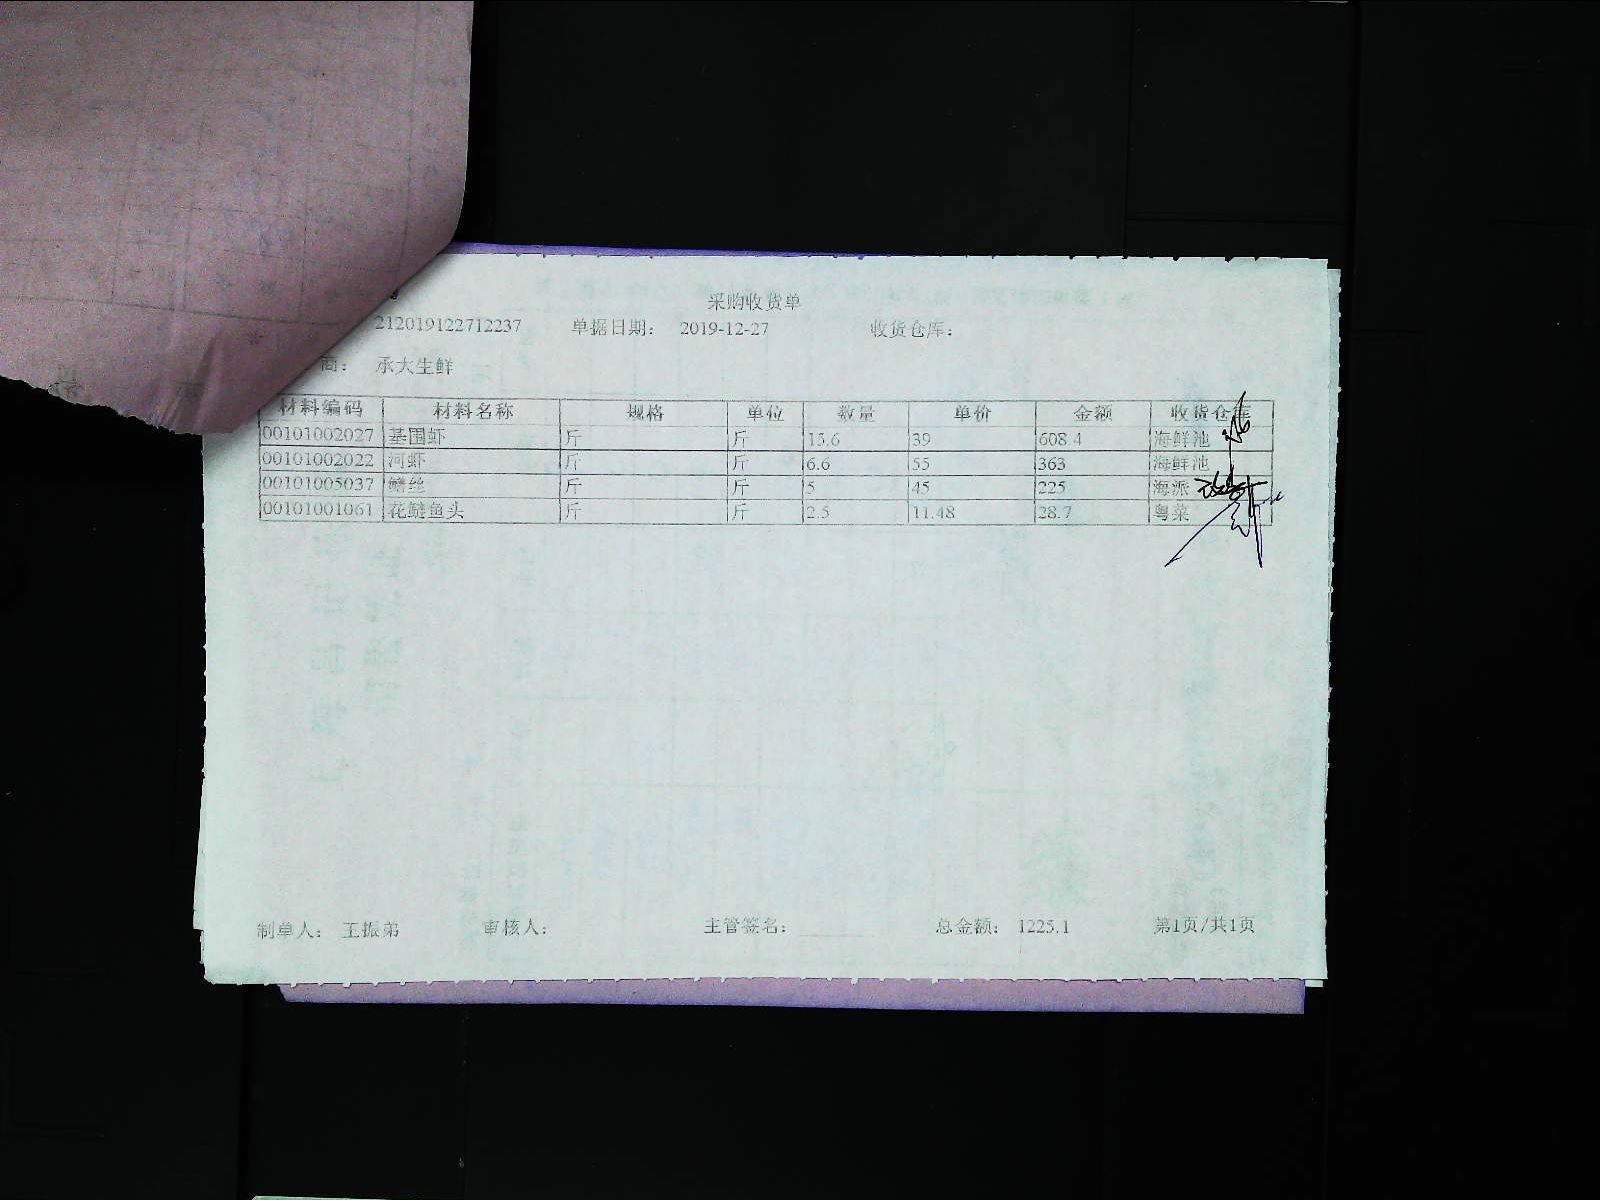 采购收货单
212019122712237 单据日期： 2019-12-27 收货仓库：
商： 承大生鲜
材料编码 材料名称 规格 单位 数量 单价 金额 收货仓库
00101002027 基围虾 斤 斤 15.6 39 608.4 海鲜池
00101002022 河虾 斤 斤 6.6 55 363 海鲜池
00101005037 鳝丝 斤 斤 5 45 225 海派
00101001061 花鲢鱼头 斤 斤 2.5 11.48 28.7 粤菜
制单人： 王振弟 审核人： 主管签名： 总金额： 1225.1 第1页/共1页